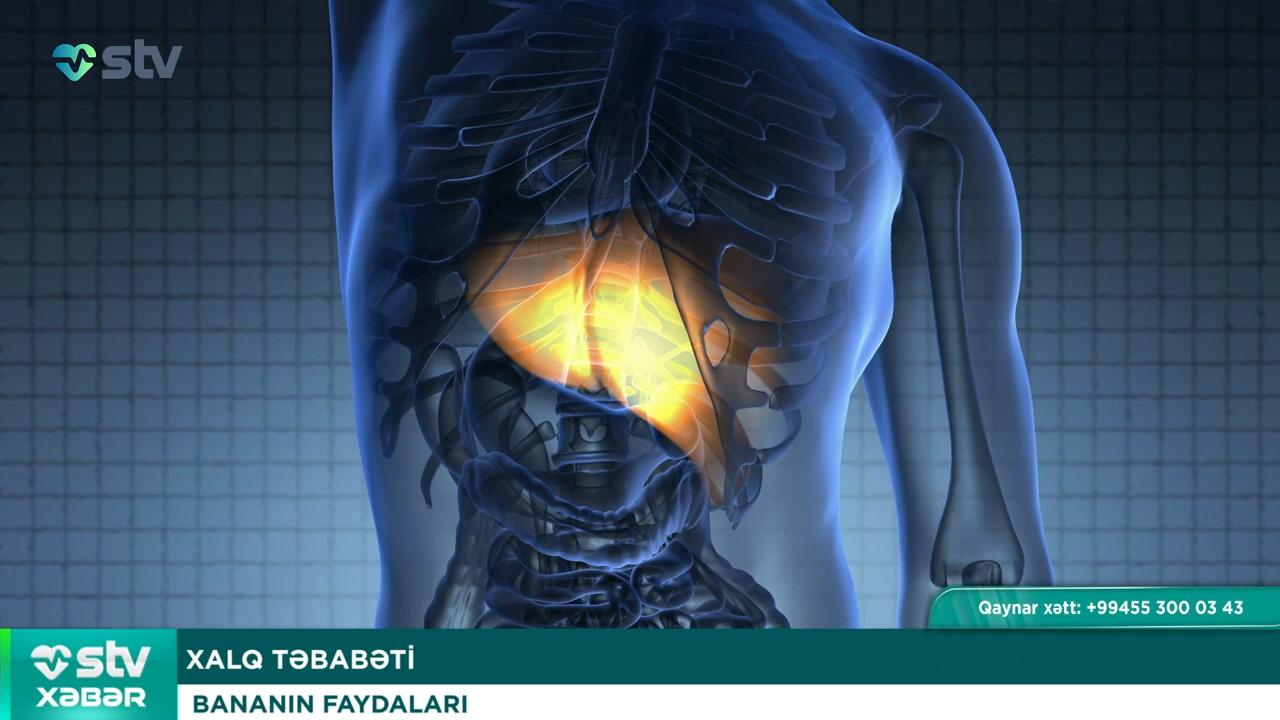 stv
Qaynar xətt: +99455 300 03 43
stv
XƏBƏR
XALQ TƏBABƏTİ
BANANIN FAYDALARI